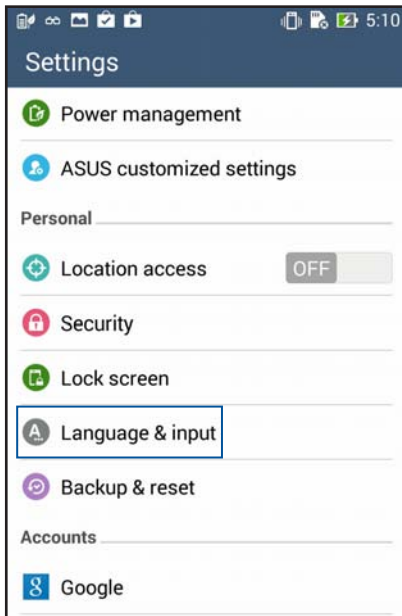 5:10
Settings
Power management
ASUS customized settings
Personal
Location access OFF
Security
Lock screen
A
Language & input
Backup & reset
Accounts
8 Google